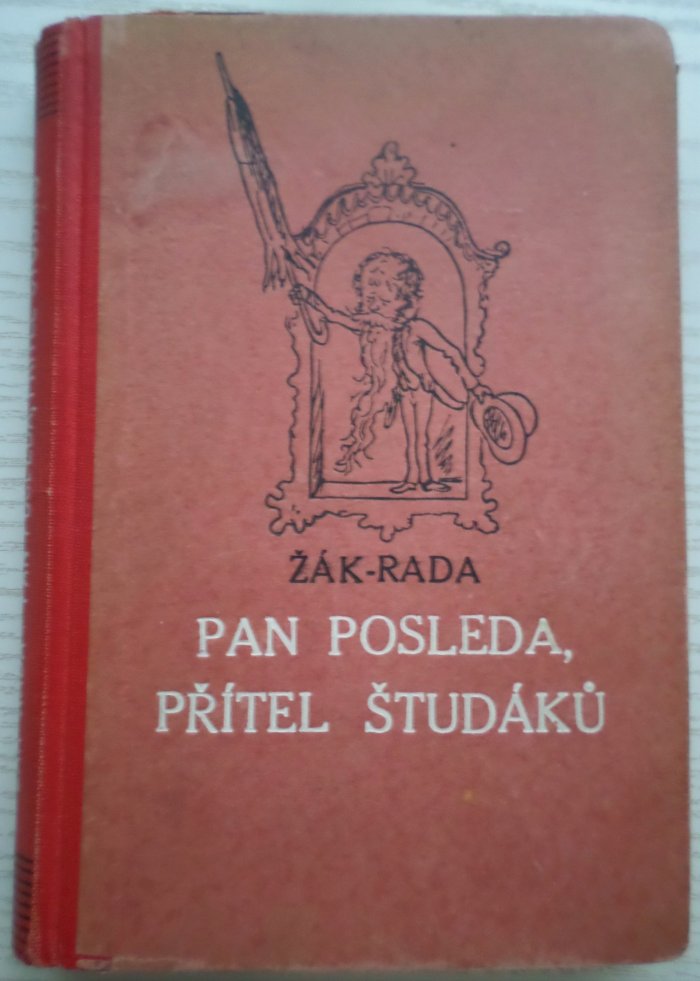 ŽÁK-RADA
PAN POSLEDA,
PŘÍTEL ŠTUDÁKŮ